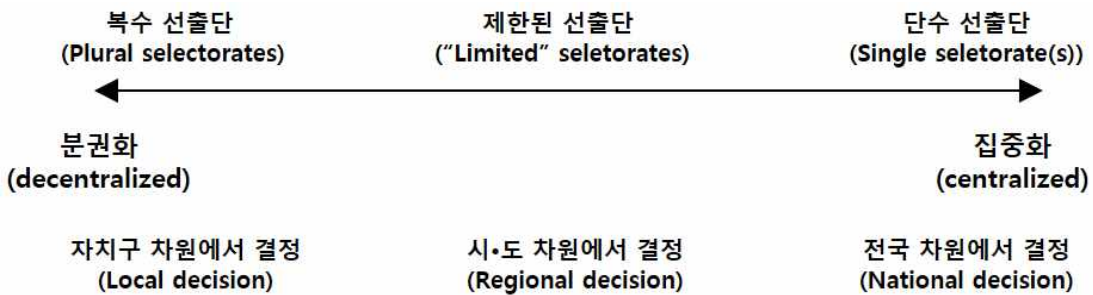 복수 선출단 제한된 선출단 단수 선출단
(Plural selectorates) (“Limited” seletorates) (Single seletorate(s))
분권화 집중화
(decentralized) (centralized)
자치구 차원에서 결정 시•도 차원에서 결정 전국 차원에서 결정
(Local decision) (Regional decision) (National decision)